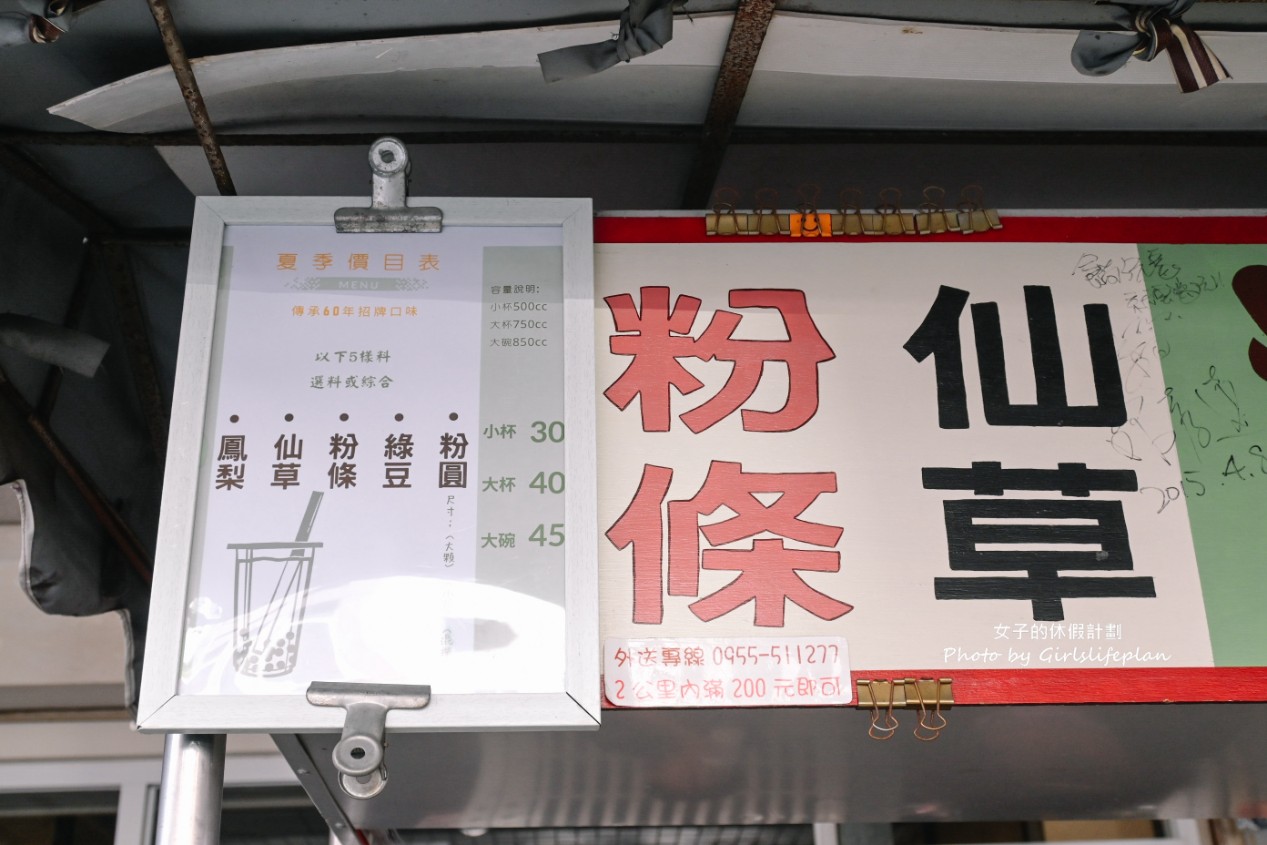 夏季價目表
MENU
傳承60年招牌口味
以下5樣料
選料或綜合
鳳梨
仙草
粉條
綠豆
粉圓
尺寸：（大顆）
容量說明:
小杯500cc
大杯750cc
大碗850cc
小杯 30
大杯 40
大碗 45
粉條
仙草
2015.4.8
外送專線 0955-511277
2公里內滿200元即可
女子的休假計劃
Photo by Girlslifeplan